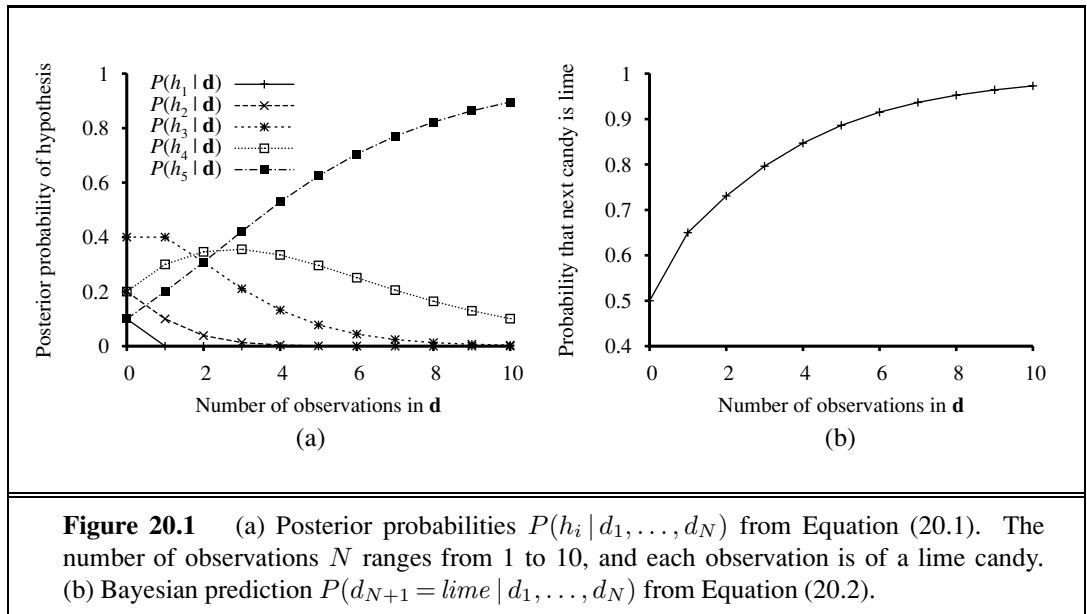 Posterior probability of hypothesis
1
0.8
0.6
0.4
0.2
0
P(h1 | d)
P(h2 | d)
P(h3 | d)
P(h4 | d)
P(h5 | d)
0 2 4 6 8 10
Number of observations in d
(a)
Probability that next candy is lime
1
0.9
0.8
0.7
0.6
0.5
0.4
0 2 4 6 8 10
Number of observations in d
(b)
Figure 20.1 (a) Posterior probabilities P(hi | d1, . . . , dN) from Equation (20.1). The
number of observations N ranges from 1 to 10, and each observation is of a lime candy.
(b) Bayesian prediction P(dN+1 = lime | d1, . . . , dN) from Equation (20.2).